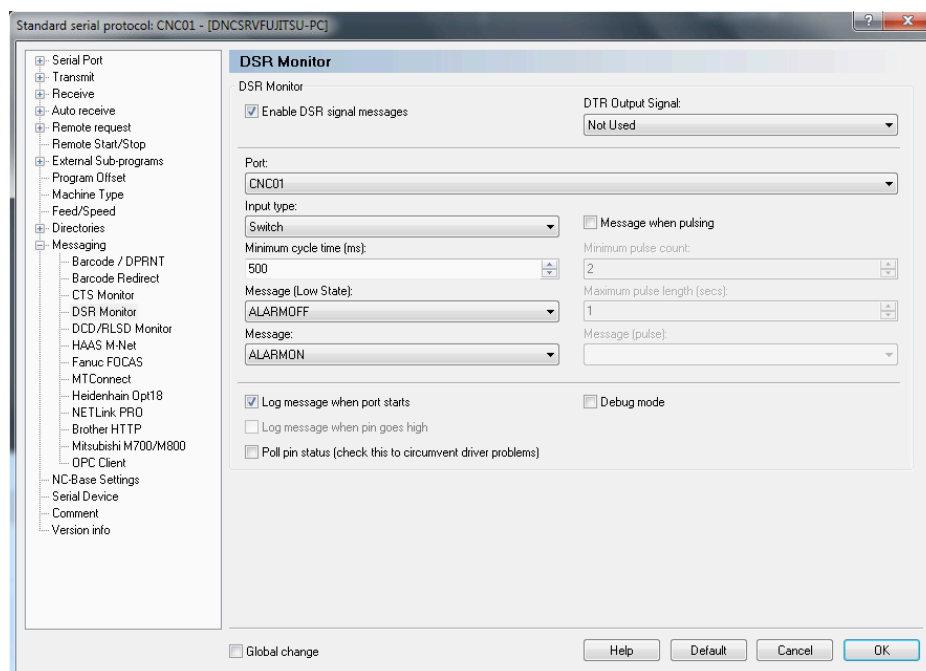 Standard serial protocol: CNC01 - [DNCSRVFUJITSU-PC]
Serial Port
Transmit
Receive
Auto receive
Remote request
Remote Start/Stop
External Sub-programs
Program Offset
Machine Type
Feed/Speed
Directories
Messaging
Barcode / DPRNT
Barcode Redirect
CTS Monitor
DSR Monitor
DCD/RLSD Monitor
HAAS M-Net
Fanuc FOCAS
MTConnect
Heidenhain Opt18
NETLink PRO
Brother HTTP
Mitsubishi M700/M800
OPC Client
NC-Base Settings
Serial Device
Comment
Version info
DSR Monitor
DSR Monitor
Enable DSR signal messages
DTR Output Signal:
Not Used
Port:
CNC01
Input type:
Switch
Message when pulsing
Minimum cycle time (ms):
500
Minimum pulse count:
2
Message (Low State):
ALARMOFF
Maximum pulse length (secs):
1
Message:
ALARMON
Message (pulse):
Log message when port starts
Debug mode
Log message when pin goes high
Poll pin status (check this to circumvent driver problems)
Global change
Help
Default
Cancel
OK